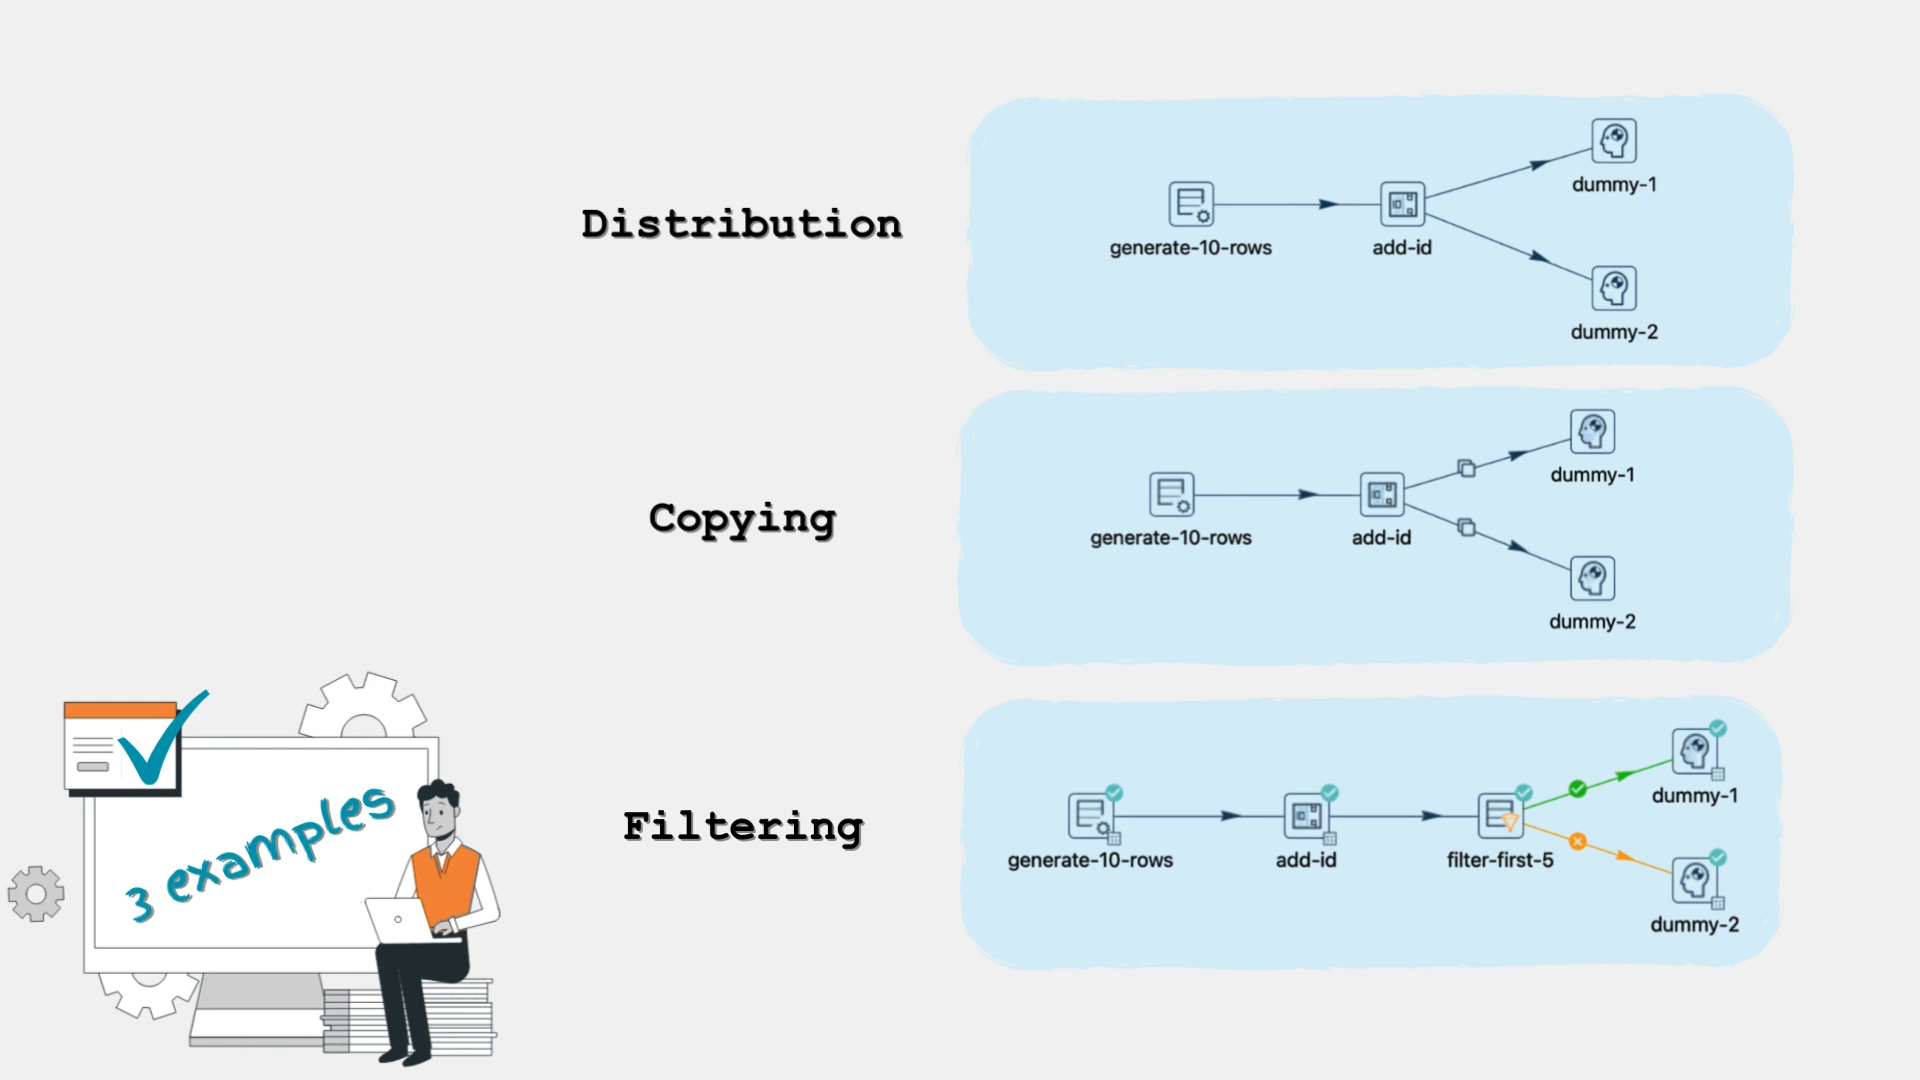 Distribution
generate-10-rows
add-id
dummy-1
dummy-2
Copying
generate-10-rows
add-id
dummy-1
dummy-2
Filtering
generate-10-rows
add-id
filter-first-5
dummy-1
dummy-2
3 examples